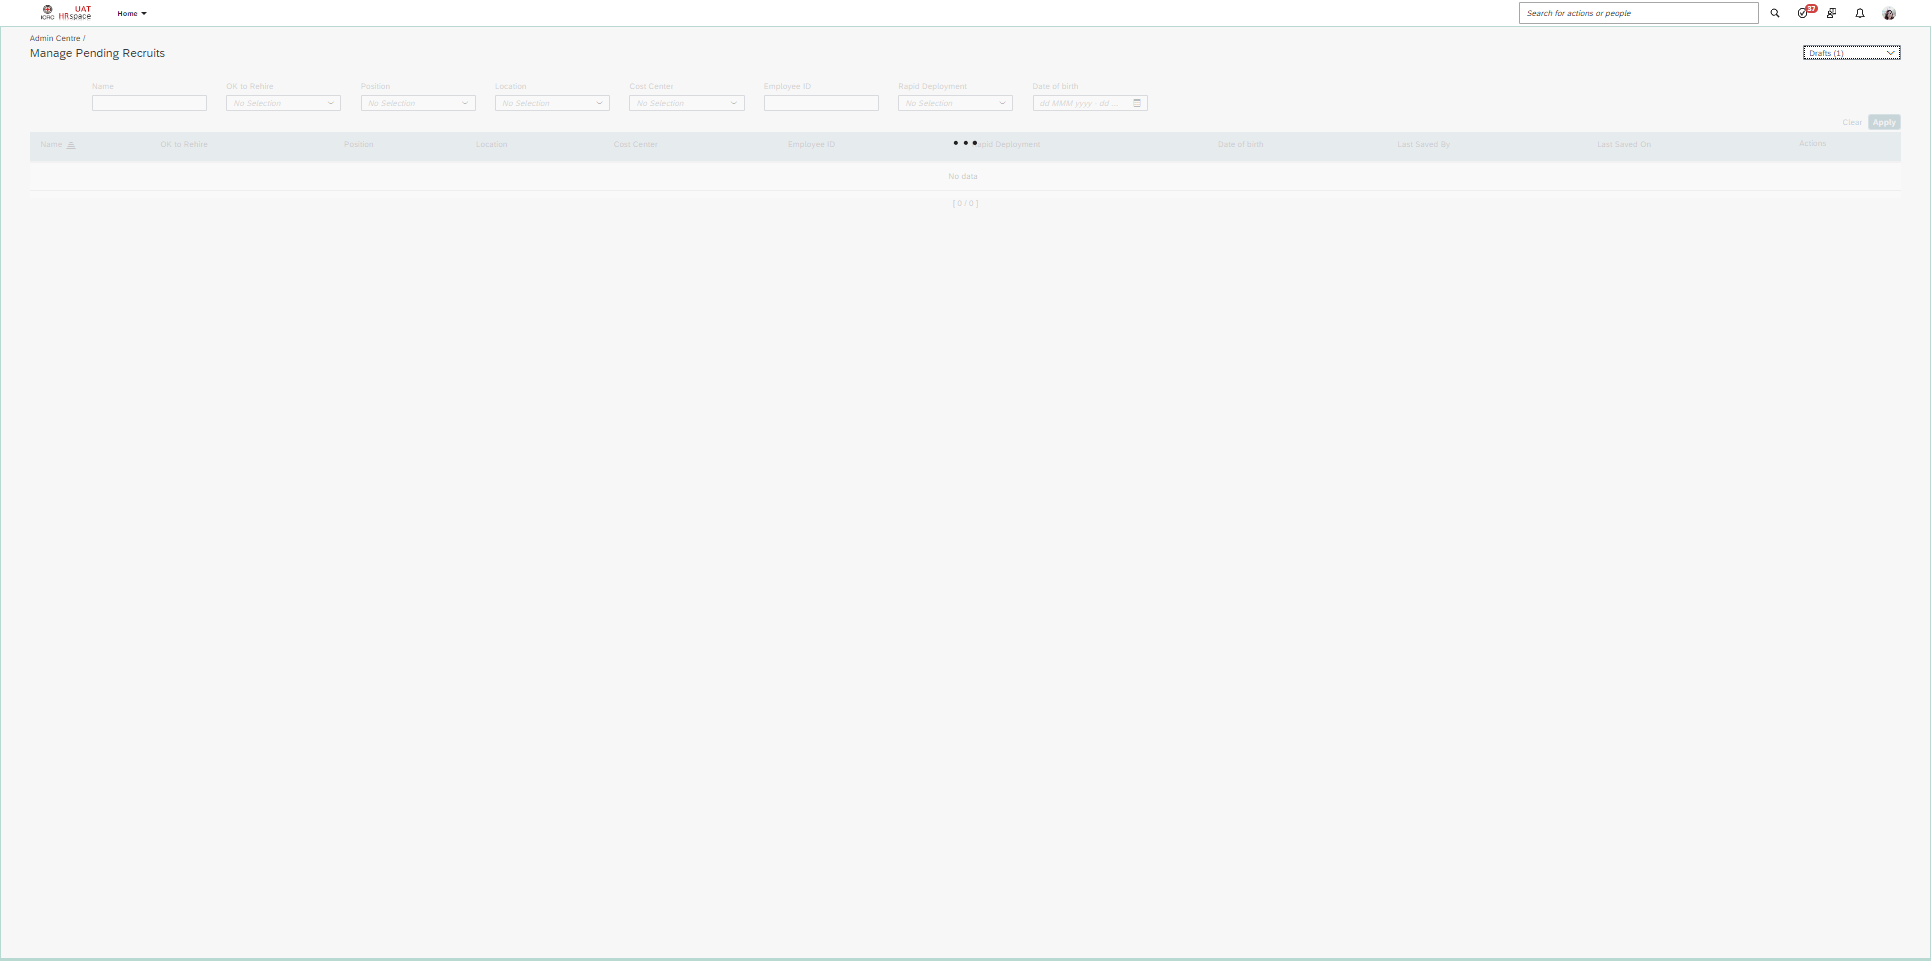 UAT
ICRC HRspace
Home
Search for actions or people
37
Admin Centre /
Manage Pending Recruits
Drafts (1)
Name OK to Rehire Position Location Cost Center Employee ID Rapid Deployment Date of birth
No Selection No Selection No Selection No Selection No Selection dd MMM yyyy - dd ...
Clear Apply
Name OK to Rehire Position Location Cost Center Employee ID apid Deployment Date of birth Last Saved By Last Saved On Actions
No data
[ 0 / 0 ]